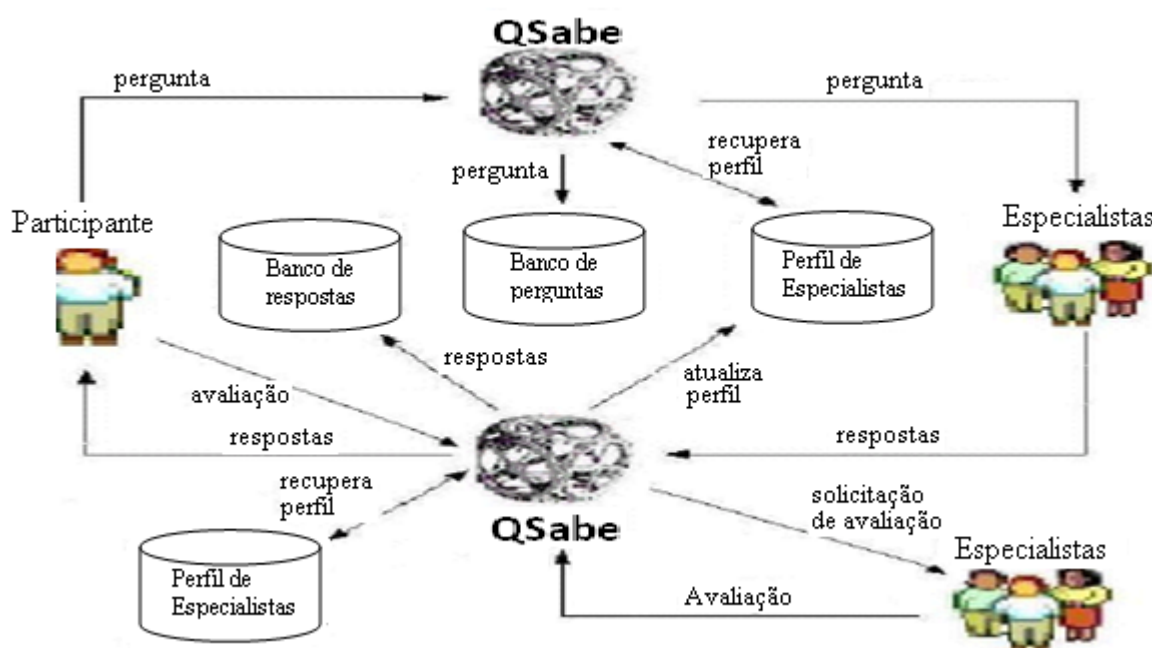 QSabe
pergunta
pergunta
recupera
perfil
pergunta
Participante
Especialistas
Banco de
respostas
Banco de
perguntas
Perfil de
Especialistas
respostas
atualiza
perfil
avaliação
respostas
respostas
recupera
perfil
solicitação
de avaliação
QSabe
Especialistas
Perfil de
Especialistas
Avaliação